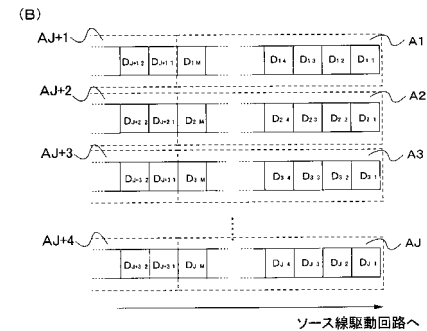 (B)
AJ+1 A1
DJ+1 2 DJ+1 1 D1 M D1 4 D1 3 D1 2 D1 1
AJ+2 A2
DJ+2 2 DJ+2 1 D2 M D2 4 D2 3 D2 2 D2 1
AJ+3 A3
DJ+3 2 DJ+3 1 D3 M D3 4 D3 3 D3 2 D3 1
AJ+4 AJ
DJ+3 2 DJ+3 1 DJ M DJ 4 DJ 3 DJ 2 DJ 1
ソース線駆動回路へ